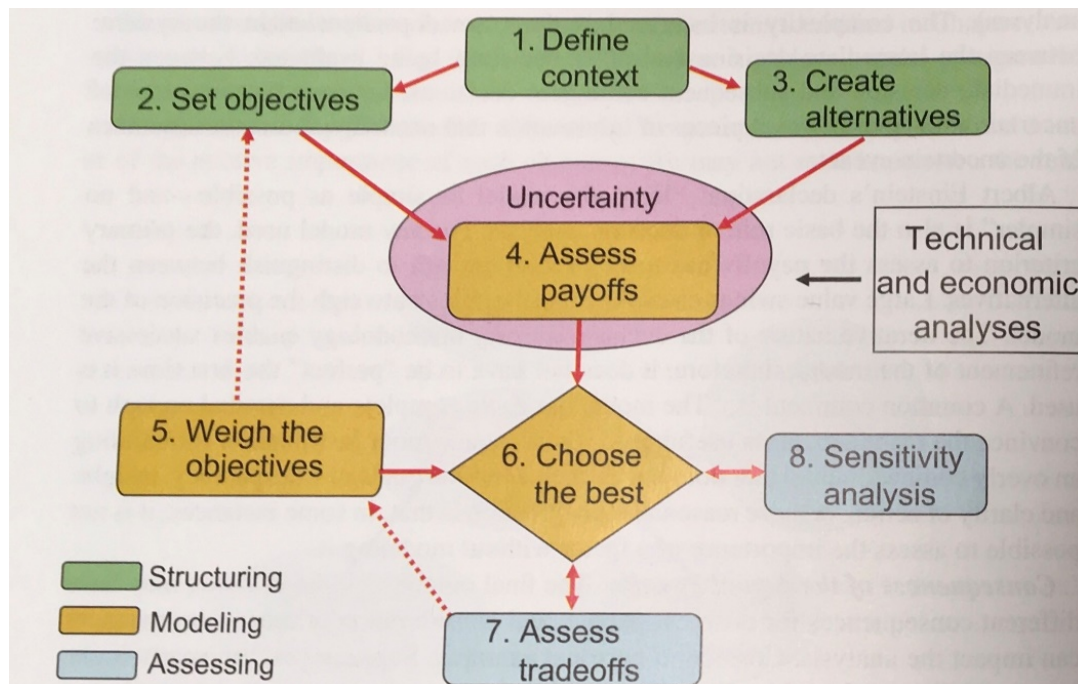 1. Define
context
2. Set objectives
3. Create
alternatives
Uncertainty
4. Assess
payoffs
Technical
and economic
analyses
5. Weigh the
objectives
6. Choose
the best
8. Sensitivity
analysis
7. Assess
tradeoffs
Structuring
Modeling
Assessing